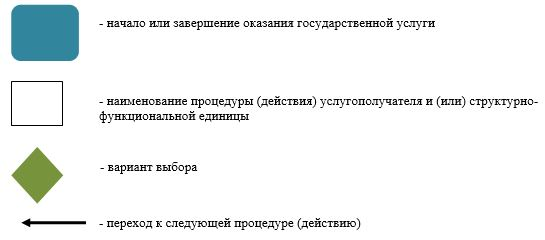 - начало или завершение оказания государственной услуги
- наименование процедуры (действия) услугополучателя и (или) структурно-
функциональной единицы
- вариант выбора
- переход к следующей процедуре (действию)